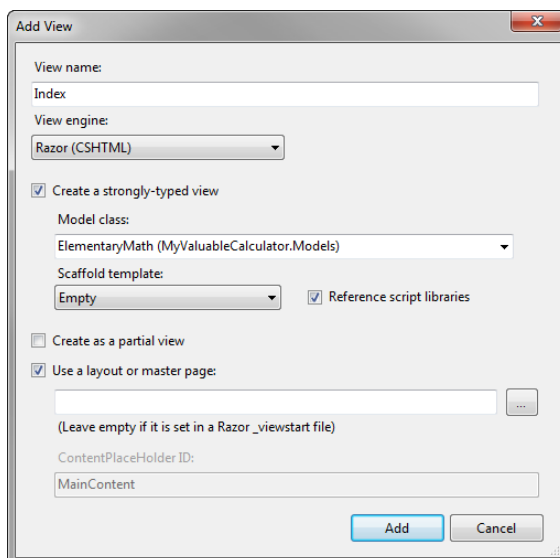 Add View
View name:
Index
View engine:
Razor (CSHTML)
Create a strongly-typed view
Model class:
ElementaryMath (MyValuableCalculator.Models)
Scaffold template:
Empty
Reference script libraries
Create as a partial view
Use a layout or master page:
...
(Leave empty if it is set in a Razor _viewstart file)
ContentPlaceHolder ID:
MainContent
Add
Cancel